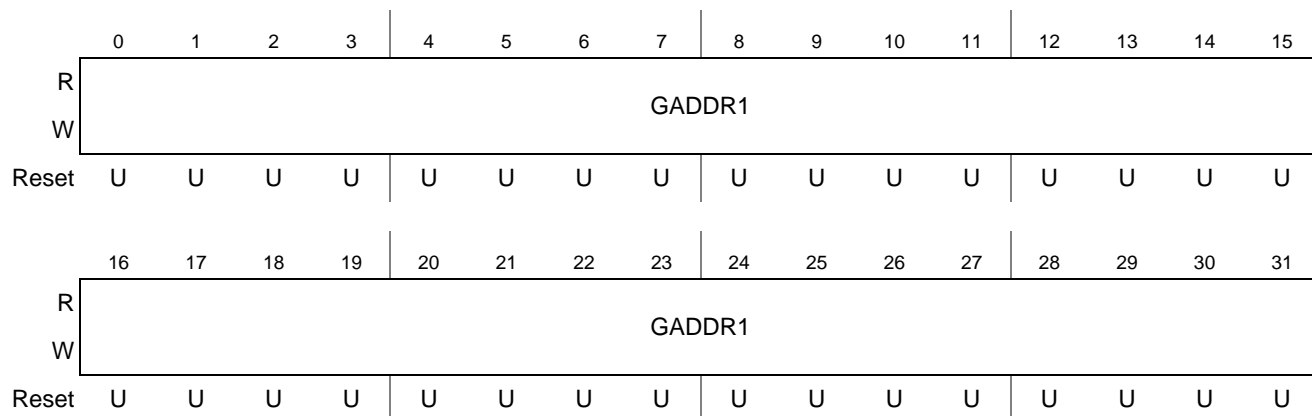 0 1 2 3 4 5 6 7 8 9 10 11 12 13 14 15
R
GADDR1
W
Reset U U U U U U U U U U U U U U U U
16 17 18 19 20 21 22 23 24 25 26 27 28 29 30 31
R
GADDR1
W
Reset U U U U U U U U U U U U U U U U